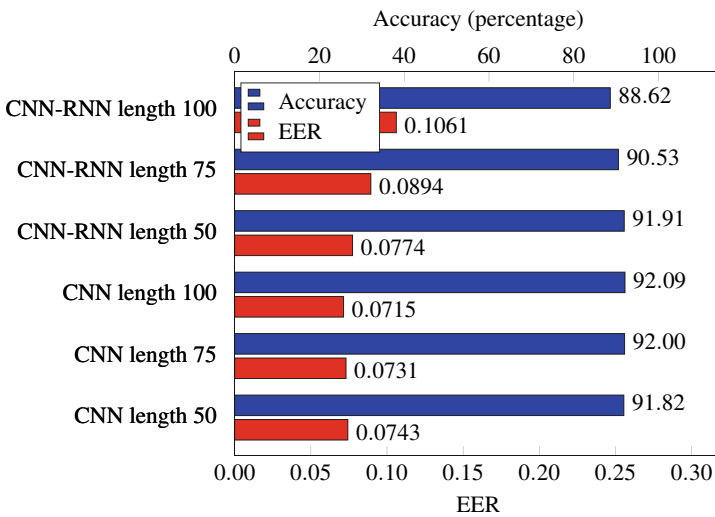 Accuracy (percentage)
0 20 40 60 80 100
CNN-RNN length 100 88.62
Accuracy
EER
0.1061
CNN-RNN length 75 90.53
0.0894
CNN-RNN length 50 91.91
0.0774
CNN length 100 92.09
0.0715
CNN length 75 92.00
0.0731
CNN length 50 91.82
0.0743
0.00 0.05 0.10 0.15 0.20 0.25 0.30
EER